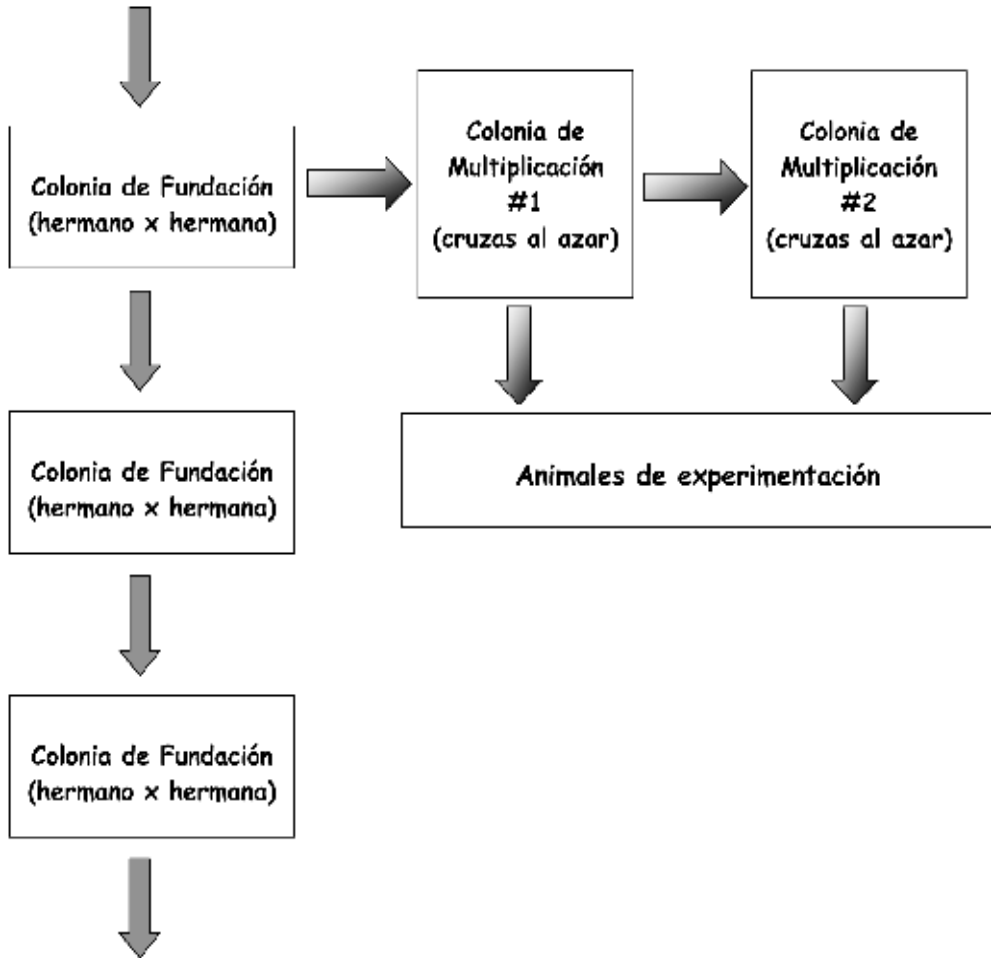 Colonia de Fundación
(hermano x hermana)
Colonia de
Multiplicación
#1
(cruzas al azar)
Colonia de
Multiplicación
#2
(cruzas al azar)
Colonia de Fundación
(hermano x hermana)
Animales de experimentación
Colonia de Fundación
(hermano x hermana)